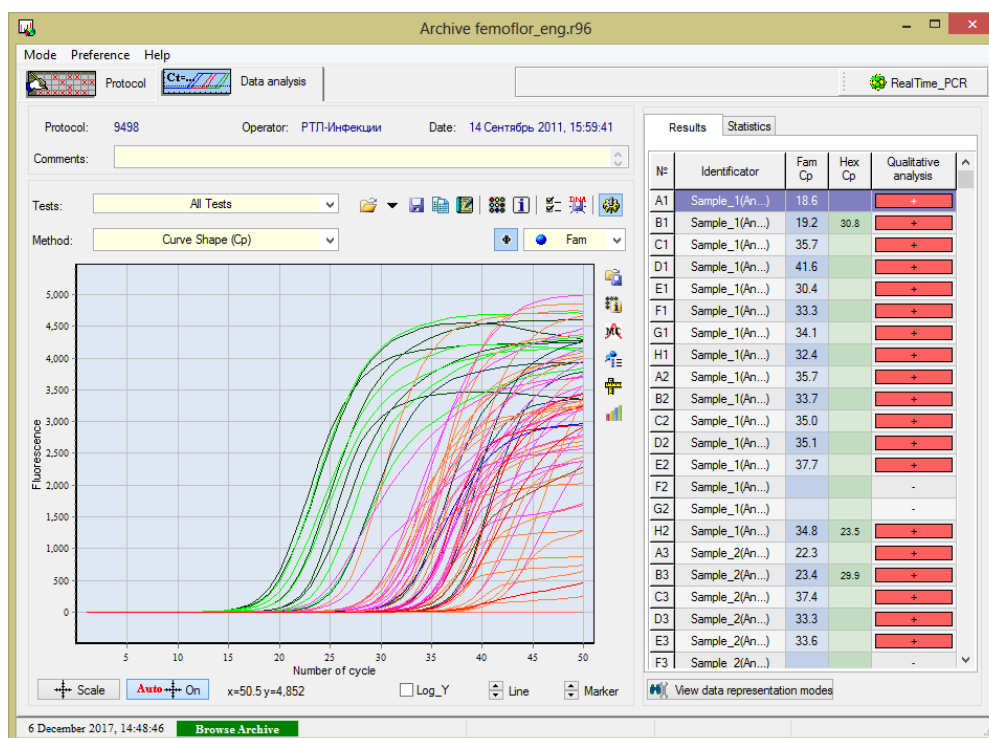 Archive femoflor_eng.r96
Mode Preference Help
Protocol Ct=... Data analysis RealTime_PCR
Protocol: 9498 Operator: РТЛ-Инфекции Date: 14 Сентябрь 2011, 15:59:41
Comments:
Tests: All Tests
Method: Curve Shape (Cp) Fam
5,000
4,500
4,000
3,500
3,000
2,500
2,000
1,500
1,000
500
0
Fluorescence
5 10 15 20 25 30 35 40 45 50
Number of cycle
Scale Auto On x=50.5 y=4,852 Log_Y Line Marker
Results Statistics
№ Identificator Fam Cp Hex Cp Qualitative analysis
A1 Sample_1(An...) 18.6 +
B1 Sample_1(An...) 19.2 30.8 +
C1 Sample_1(An...) 35.7 +
D1 Sample_1(An...) 41.6 +
E1 Sample_1(An...) 30.4 +
F1 Sample_1(An...) 33.3 +
G1 Sample_1(An...) 34.1 +
H1 Sample_1(An...) 32.4 +
A2 Sample_1(An...) 35.7 +
B2 Sample_1(An...) 33.7 +
C2 Sample_1(An...) 35.0 +
D2 Sample_1(An...) 35.1 +
E2 Sample_1(An...) 37.7 +
F2 Sample_1(An...) -
G2 Sample_1(An...) -
H2 Sample_1(An...) 34.8 23.5 +
A3 Sample_2(An...) 22.3 +
B3 Sample_2(An...) 23.4 29.9 +
C3 Sample_2(An...) 37.4 +
D3 Sample_2(An...) 33.3 +
E3 Sample_2(An...) 33.6 +
F3 Sample_2(An...) -
View data representation modes
6 December 2017, 14:48:46 Browse Archive